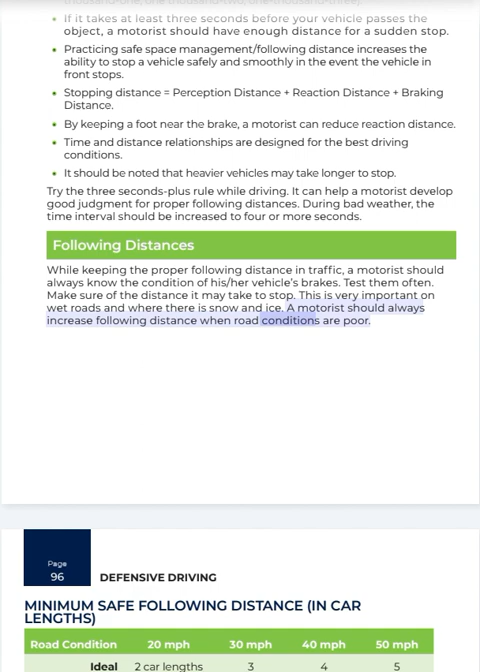 thousand-one, one thousand-two, one thousand-three).
If it takes at least three seconds before your vehicle passes the
object, a motorist should have enough distance for a sudden stop.
Practicing safe space management/following distance increases the
ability to stop a vehicle safely and smoothly in the event the vehicle in
front stops.
Stopping distance = Perception Distance + Reaction Distance + Braking
Distance.
By keeping a foot near the brake, a motorist can reduce reaction distance.
Time and distance relationships are designed for the best driving
conditions.
It should be noted that heavier vehicles may take longer to stop.
Try the three seconds-plus rule while driving. It can help a motorist develop
good judgment for proper following distances. During bad weather, the
time interval should be increased to four or more seconds.
Following Distances
While keeping the proper following distance in traffic, a motorist should
always know the condition of his/her vehicle's brakes. Test them often.
Make sure of the distance it may take to stop. This is very important on
wet roads and where there is snow and ice. A motorist should always
increase following distance when road conditions are poor.
Page
96
DEFENSIVE DRIVING
MINIMUM SAFE FOLLOWING DISTANCE (IN CAR
LENGTHS)
Road Condition 20 mph 30 mph 40 mph 50 mph
Ideal 2 car lengths 3 4 5